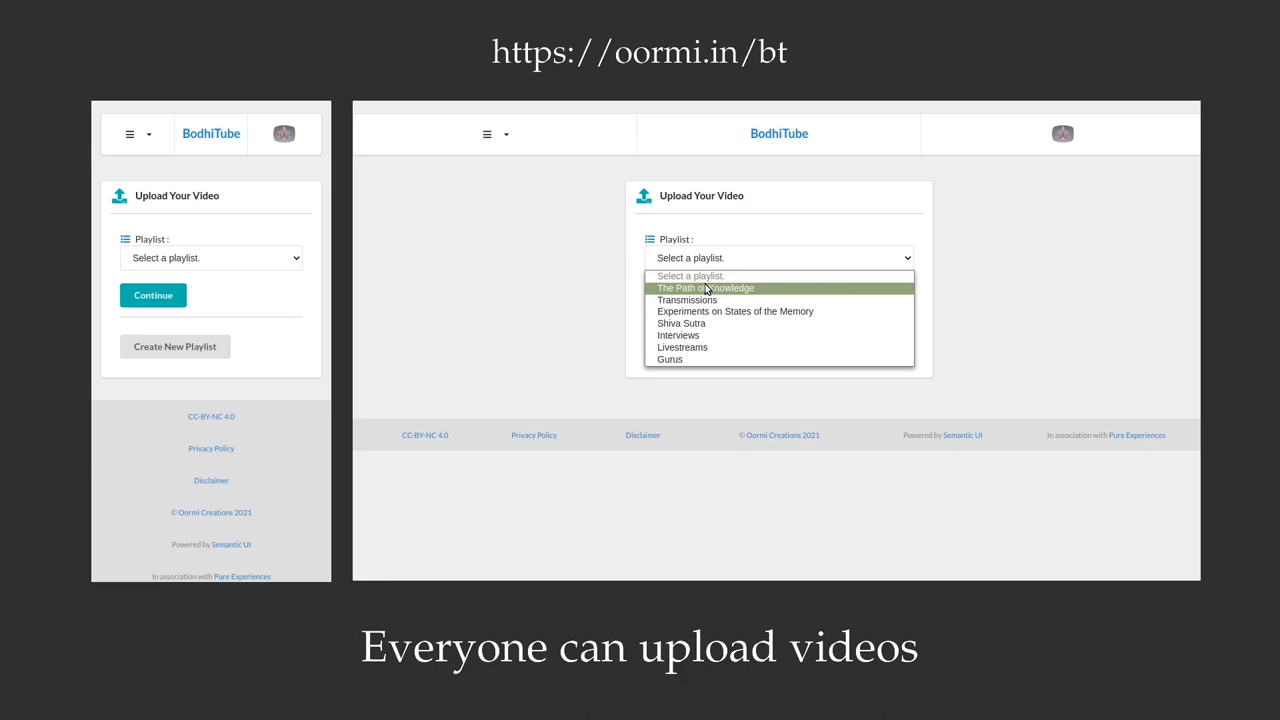 https://oormi.in/bt
BodhiTube
Upload Your Video
Playlist :
Select a playlist.
Continue
Create New Playlist
CC-BY-NC 4.0
Privacy Policy
Disclaimer
© Oormi Creations 2021
Powered by Semantic UI
In association with Pure Experiences
BodhiTube
Upload Your Video
Playlist :
Select a playlist.
Select a playlist.
The Path of Knowledge
Transmissions
Experiments on States of the Memory
Shiva Sutra
Interviews
Livestreams
Gurus
CC-BY-NC 4.0 Privacy Policy Disclaimer © Oormi Creations 2021 Powered by Semantic UI In association with Pure Experiences
Everyone can upload videos